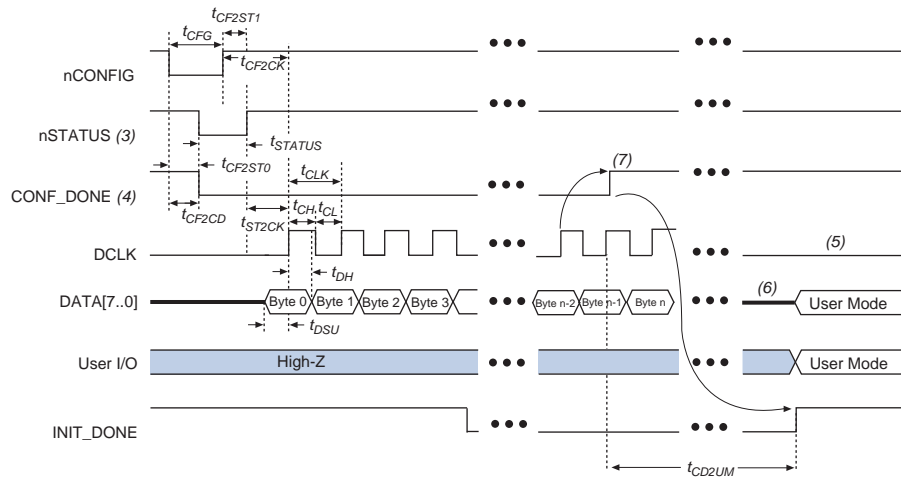 tCF2ST1
tCFG
tCF2CK
nCONFIG
nSTATUS (3)
tSTATUS
tCF2ST0
tCLK
(7)
CONF_DONE (4)
tCF2CD
tST2CK
tCH
tCL
DCLK
(5)
tDH
DATA[7..0]
Byte 0
Byte 1
Byte 2
Byte 3
Byte n-2
Byte n-1
Byte n
(6)
User Mode
tDSU
User I/O
High-Z
User Mode
INIT_DONE
tCD2UM